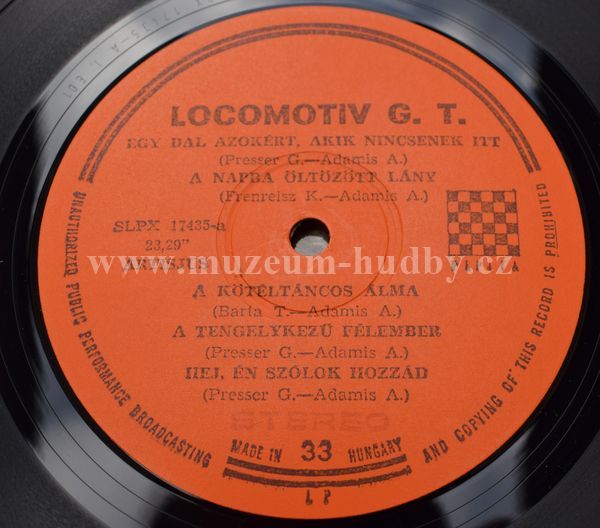 LOCOMOTIV G. T.
EGY DAL AZOKÉRT, AKIK NINCSENEK ITT
(Presser G.—Adamis A.)
A NAPBA ÖLTÖZÖTT LÁNY
(Frenreisz K.—Adamis A.)
SLPX 17435-a
23,29"
ARTISJUS
www.muzeum-hudby.cz
A KÖTÉLTÁNCOS ÁLMA
(Barta T.—Adamis A.)
A TENGELYKEZŰ FÉLEMBER
(Presser G.—Adamis A.)
HEJ, ÉN SZÓLOK HOZZÁD
(Presser G.—Adamis A.)
STEREO
UNAUTHORIZED PUBLIC PERFORMANCE BROADCASTING AND COPYING OF THIS RECORD IS PROHIBITED
MADE IN 33 HUNGARY
LP